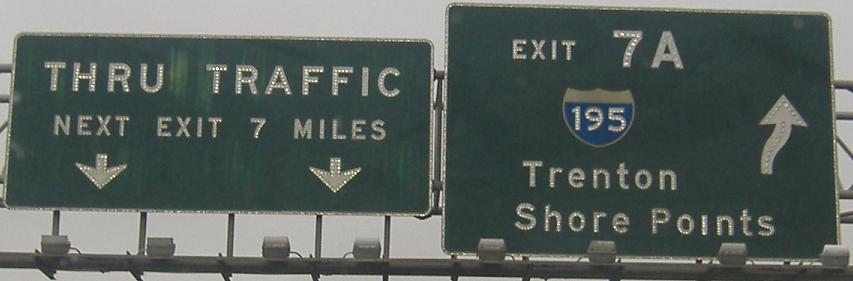 THRU TRAFFIC
NEXT EXIT 7 MILES
EXIT 7A
195
Trenton
Shore Points